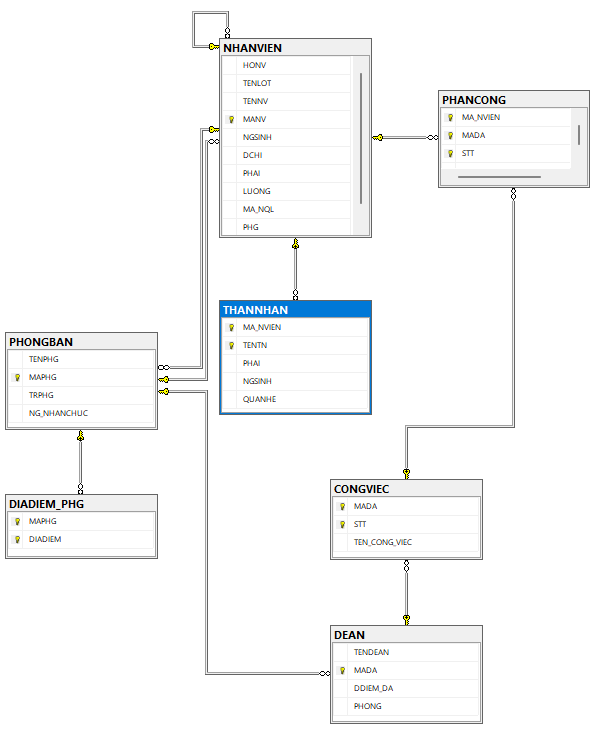 NHANVIEN
HONV
TENLOT
TENNV
MANV
NGSINH
DCHI
PHAI
LUONG
MA_NQL
PHG
PHANCONG
MA_NVIEN
MADA
STT
THANNHAN
MA_NVIEN
TENTN
PHAI
NGSINH
QUANHE
PHONGBAN
TENPHG
MAPHG
TRPHG
NG_NHANCHUC
DIADIEM_PHG
MAPHG
DIADIEM
CONGVIEC
MADA
STT
TEN_CONG_VIEC
DEAN
TENDEAN
MADA
DDIEM_DA
PHONG